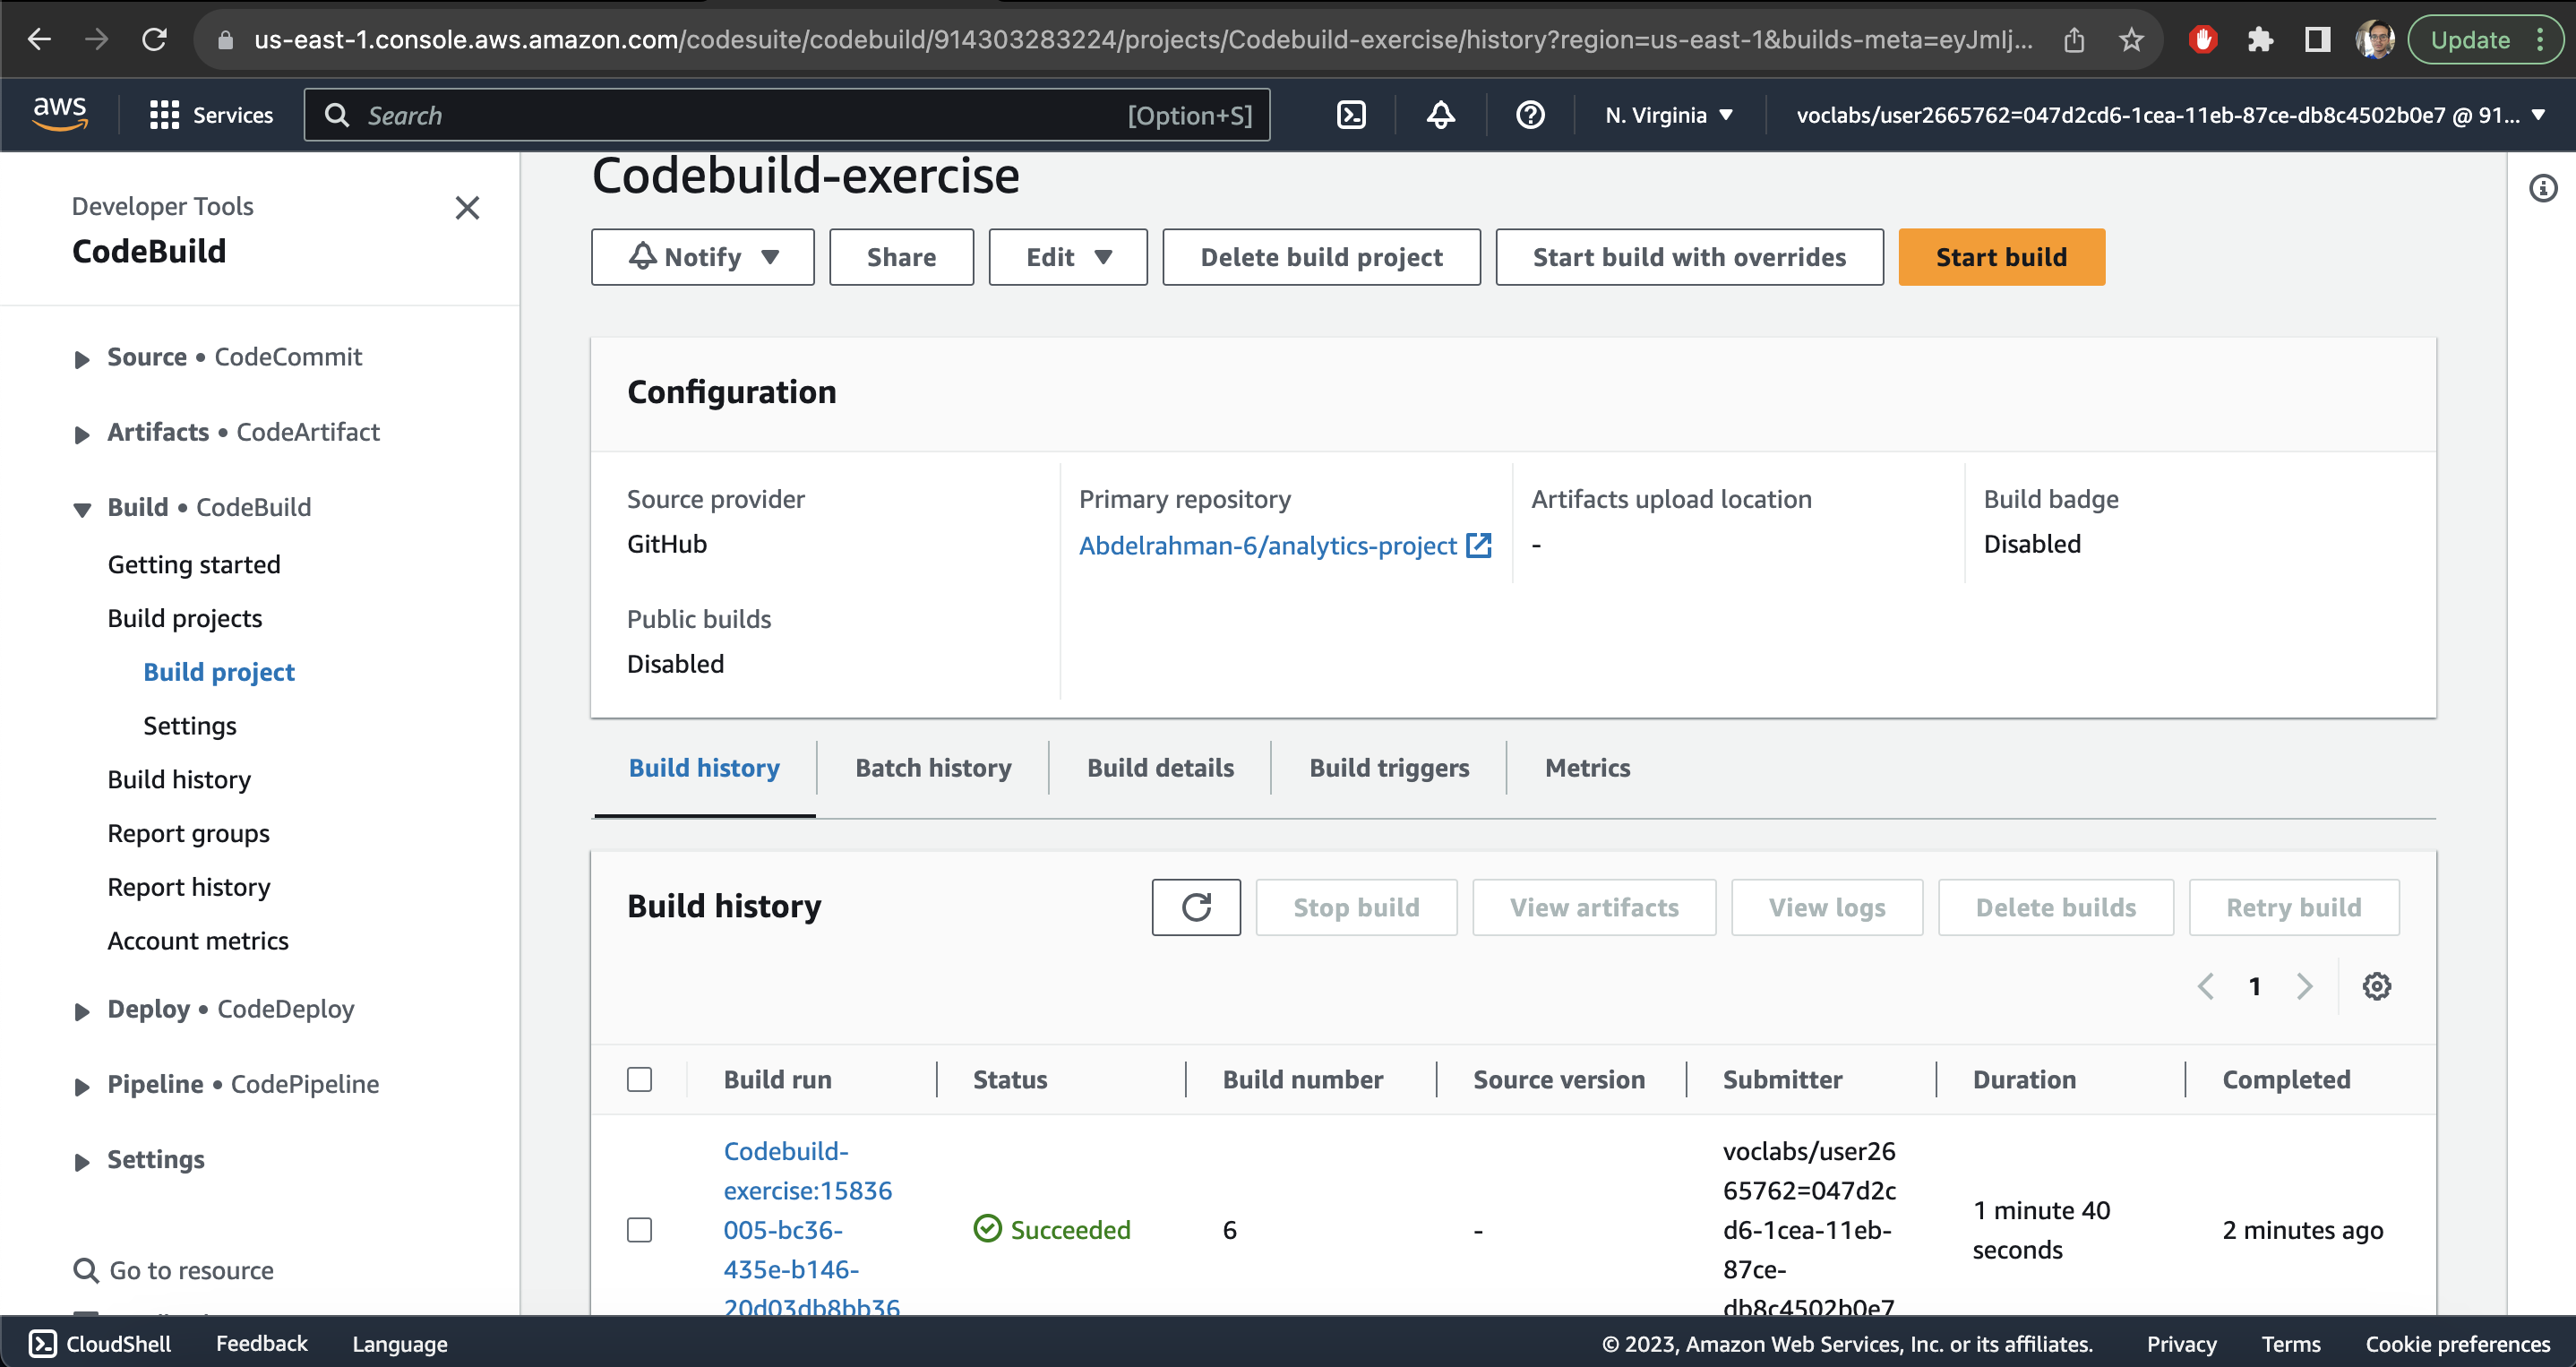 us-east-1.console.aws.amazon.com/codesuite/codebuild/914303283224/projects/Codebuild-exercise/history?region=us-east-1&builds-meta=eyJmIj...
Update
aws
Services
Search
[Option+S]
N. Virginia
voclabs/user2665762=047d2cd6-1cea-11eb-87ce-db8c4502b0e7 @ 91...
Developer Tools
CodeBuild
Source • CodeCommit
Artifacts • CodeArtifact
Build • CodeBuild
Getting started
Build projects
Build project
Settings
Build history
Report groups
Report history
Account metrics
Deploy • CodeDeploy
Pipeline • CodePipeline
Settings
Go to resource
Codebuild-exercise
Notify
Share
Edit
Delete build project
Start build with overrides
Start build
Configuration
Source provider
GitHub
Primary repository
Abdelrahman-6/analytics-project
Artifacts upload location
-
Build badge
Disabled
Public builds
Disabled
Build history
Batch history
Build details
Build triggers
Metrics
Build history
Stop build
View artifacts
View logs
Delete builds
Retry build
1
Build run
Status
Build number
Source version
Submitter
Duration
Completed
Codebuild-
exercise:15836
005-bc36-
435e-b146-
20d03db8bb36
Succeeded
6
-
voclabs/user26
65762=047d2c
d6-1cea-11eb-
87ce-
db8c4502b0e7
1 minute 40
seconds
2 minutes ago
CloudShell
Feedback
Language
© 2023, Amazon Web Services, Inc. or its affiliates.
Privacy
Terms
Cookie preferences